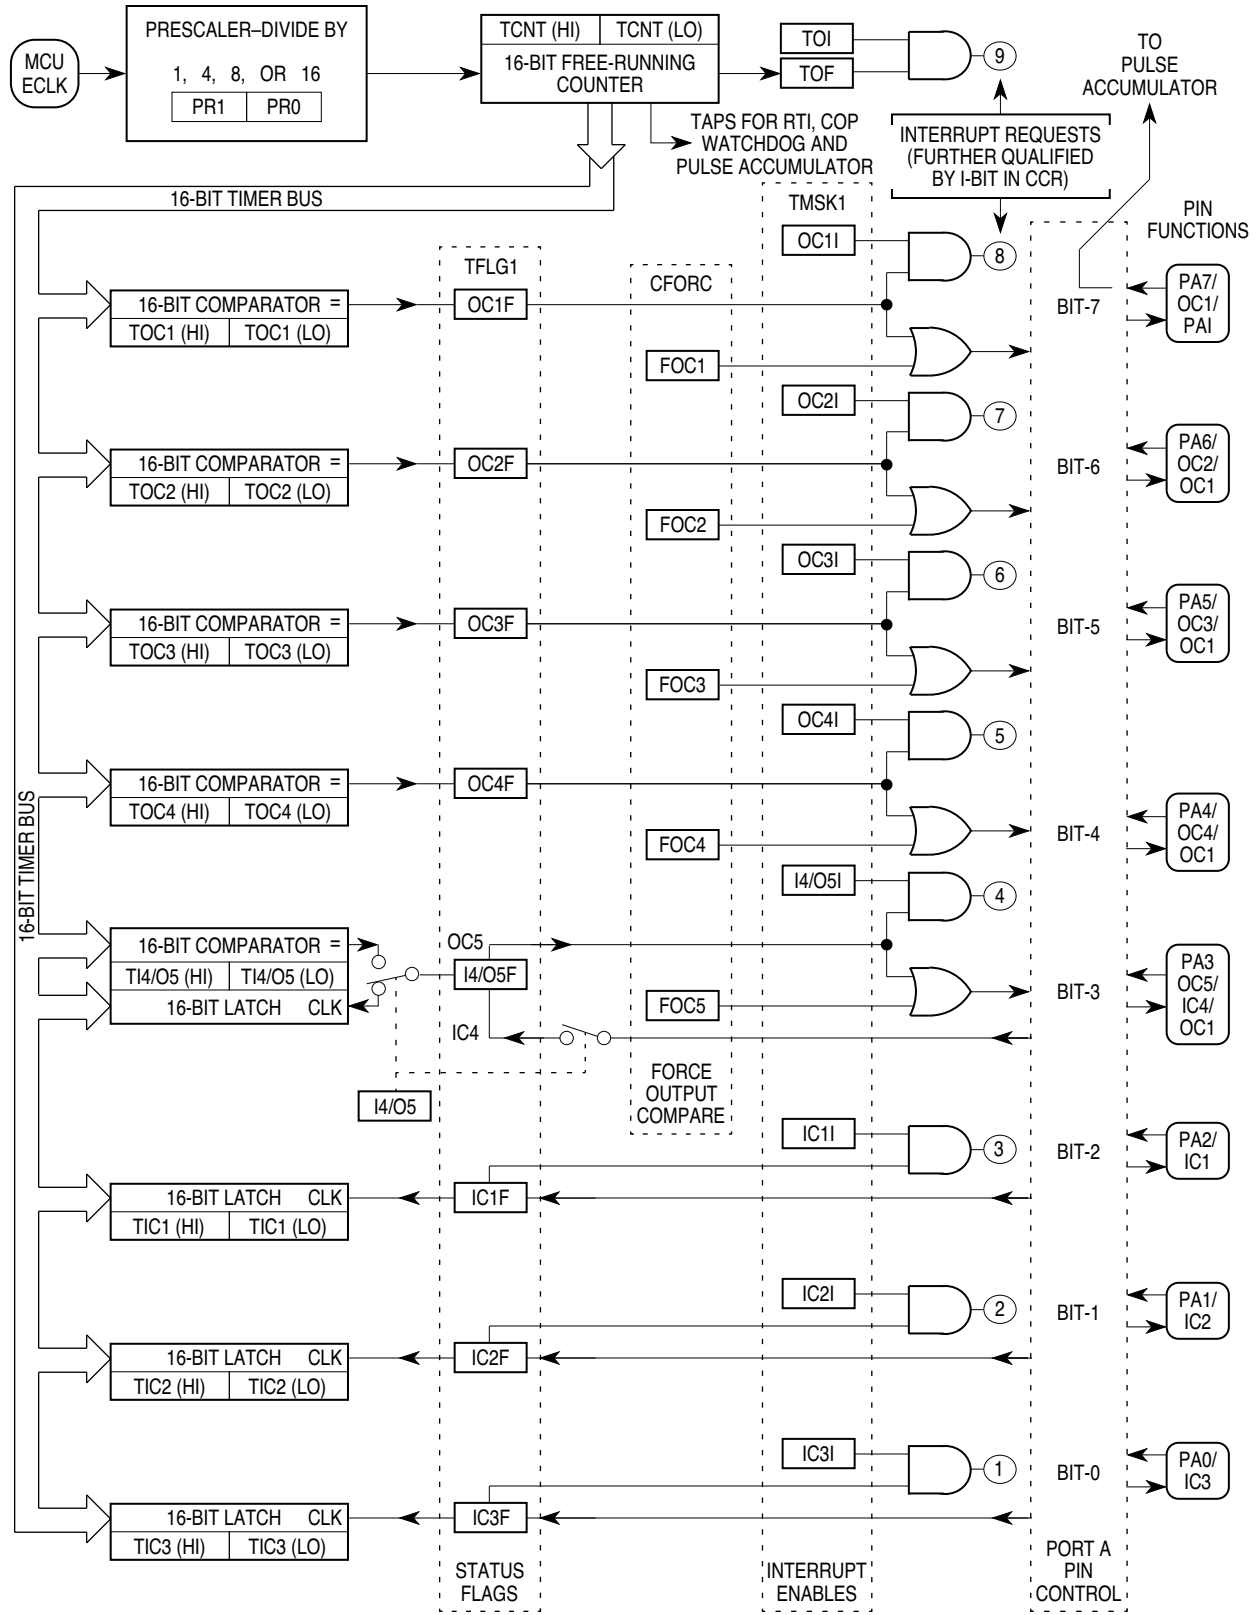 MCU
ECLK
PRESCALER–DIVIDE BY
1, 4, 8, OR 16
PR1 PR0
TCNT (HI) TCNT (LO)
16-BIT FREE-RUNNING
COUNTER
TOI
TOF
9
TO
PULSE
ACCUMULATOR
TAPS FOR RTI, COP
WATCHDOG AND
PULSE ACCUMULATOR
INTERRUPT REQUESTS
(FURTHER QUALIFIED
BY I-BIT IN CCR)
16-BIT TIMER BUS
16-BIT TIMER BUS
TFLG1
CFORC
TMSK1
PIN
FUNCTIONS
OC1I
8
16-BIT COMPARATOR =
TOC1 (HI) TOC1 (LO)
OC1F
FOC1
BIT-7
PA7/
OC1/
PAI
OC2I
7
16-BIT COMPARATOR =
TOC2 (HI) TOC2 (LO)
OC2F
FOC2
BIT-6
PA6/
OC2/
OC1
OC3I
6
16-BIT COMPARATOR =
TOC3 (HI) TOC3 (LO)
OC3F
FOC3
BIT-5
PA5/
OC3/
OC1
OC4I
5
16-BIT COMPARATOR =
TOC4 (HI) TOC4 (LO)
OC4F
FOC4
BIT-4
PA4/
OC4/
OC1
I4/O5I
4
16-BIT COMPARATOR =
TI4/O5 (HI) TI4/O5 (LO)
16-BIT LATCH CLK
OC5
I4/O5F
IC4
FOC5
BIT-3
PA3
OC5/
IC4/
OC1
I4/O5
FORCE
OUTPUT
COMPARE
IC1I
3
BIT-2
PA2/
IC1
16-BIT LATCH CLK
TIC1 (HI) TIC1 (LO)
IC1F
IC2I
2
BIT-1
PA1/
IC2
16-BIT LATCH CLK
TIC2 (HI) TIC2 (LO)
IC2F
IC3I
1
BIT-0
PA0/
IC3
16-BIT LATCH CLK
TIC3 (HI) TIC3 (LO)
IC3F
STATUS
FLAGS
INTERRUPT
ENABLES
PORT A
PIN
CONTROL